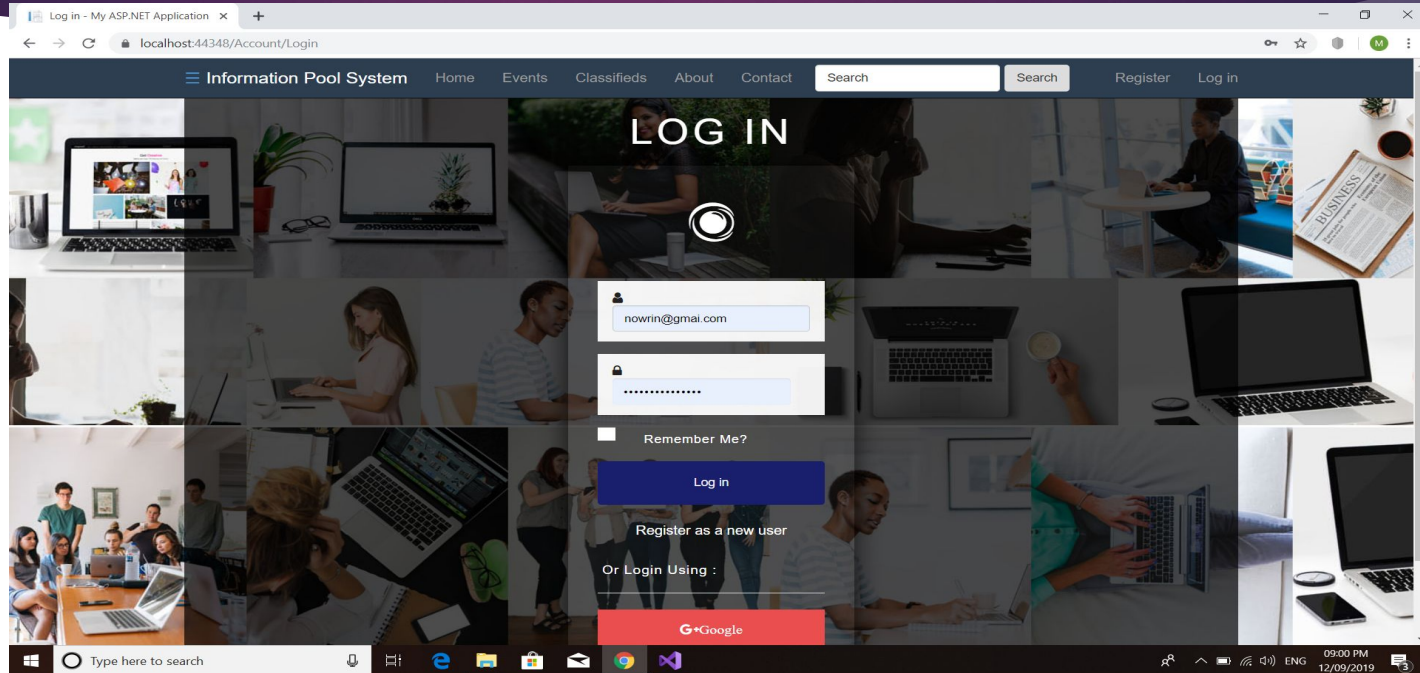 Log in - My ASP.NET Application
localhost:44348/Account/Login
M
Information Pool System Home Events Classifieds About Contact Search Search Register Log in
LOG IN
BUSINESS
nowrin@gmai.com
•••••••••••••••
Remember Me?
Log in
Register as a new user
Or Login Using :
G+Google
Type here to search
ENG
09:00 PM
12/09/2019
3